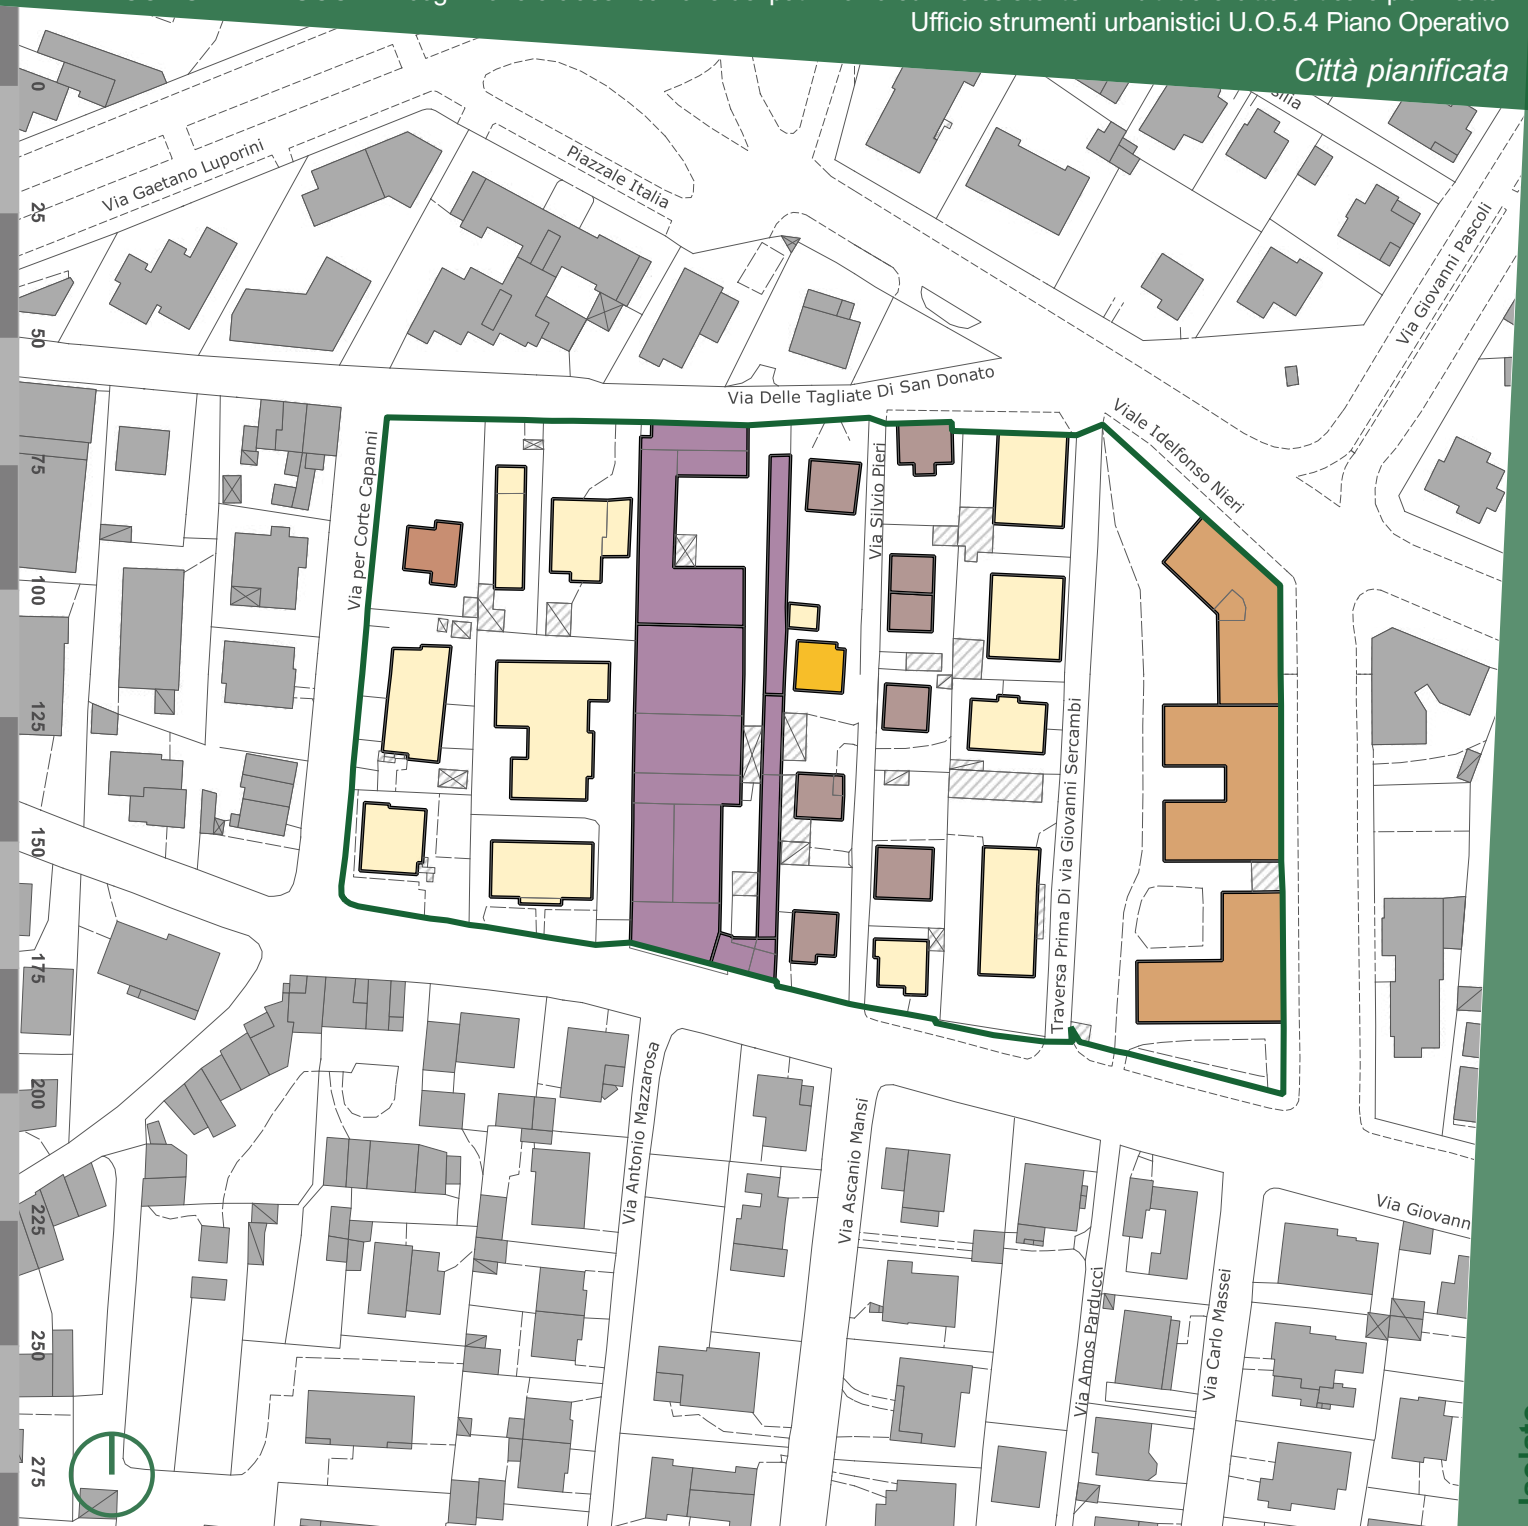 Ufficio strumenti urbanistici U.O.5.4 Piano Operativo
Città pianificata
Via Gaetano Luporini
Piazzale Italia
Via Giovanni Pascoli
Via Delle Tagliate Di San Donato
Viale Idelfonso Nieri
Via per Corte Capani
Via Silvio Pieri
Traversa Prima Di via Giovanni Sercambi
Via Antonio Mazzarosa
Via Ascanio Mansi
Via Amos Parducci
Via Carlo Massei
Via Giovann
0
25
50
75
100
125
150
175
200
225
250
275